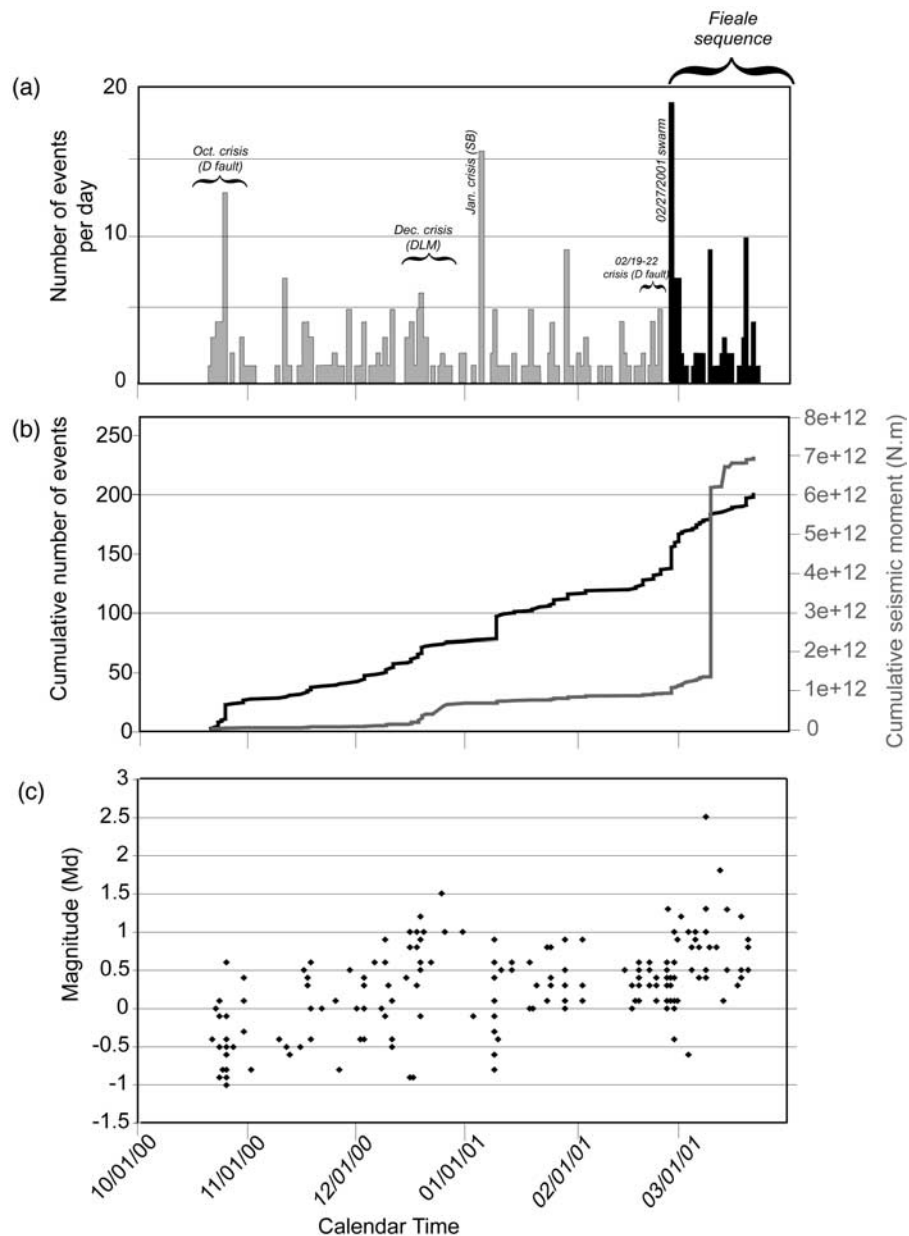 Fieale
sequence
(a)
Number of events
per day
20
10
0
Oct. crisis
(D fault)
Dec. crisis
(DLM)
Jan. crisis (SB)
02/19-22
crisis (D fault)
02/27/2001 swarm
(b)
Cumulative number of events
250
200
150
100
50
0
8e+12
7e+12
6e+12
5e+12
4e+12
3e+12
2e+12
1e+12
0
Cumulative seismic moment (N.m)
(c)
Magnitude (Md)
3
2.5
2
1.5
1
0.5
0
-0.5
-1
-1.5
10/01/00
11/01/00
12/01/00
01/01/01
02/01/01
03/01/01
Calendar Time